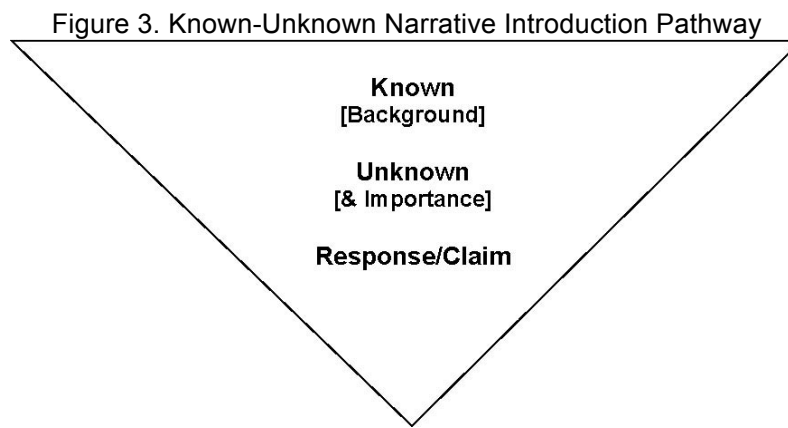 Figure 3. Known-Unknown Narrative Introduction Pathway
Known
[Background]
Unknown
[& Importance]
Response/Claim